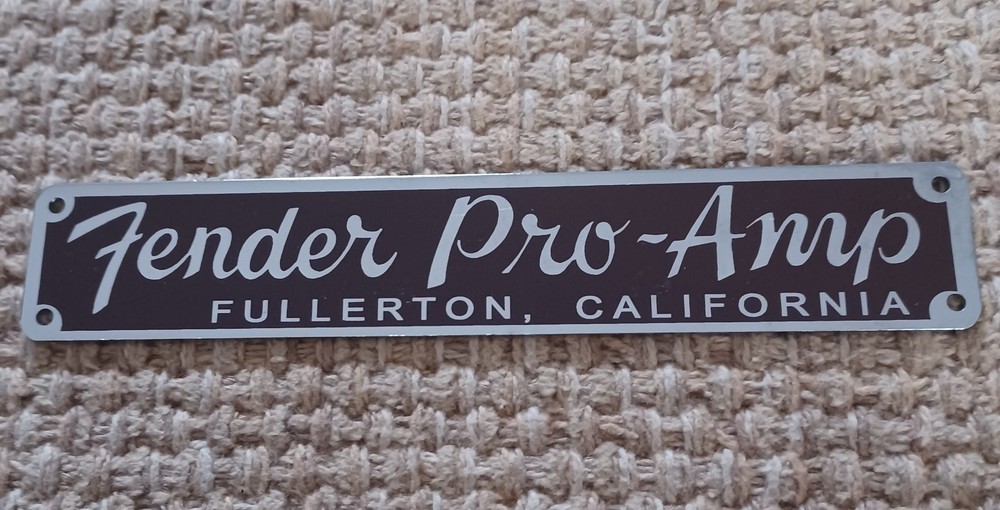 Fender Pro-Amp
FULLERTON, CALIFORNIA